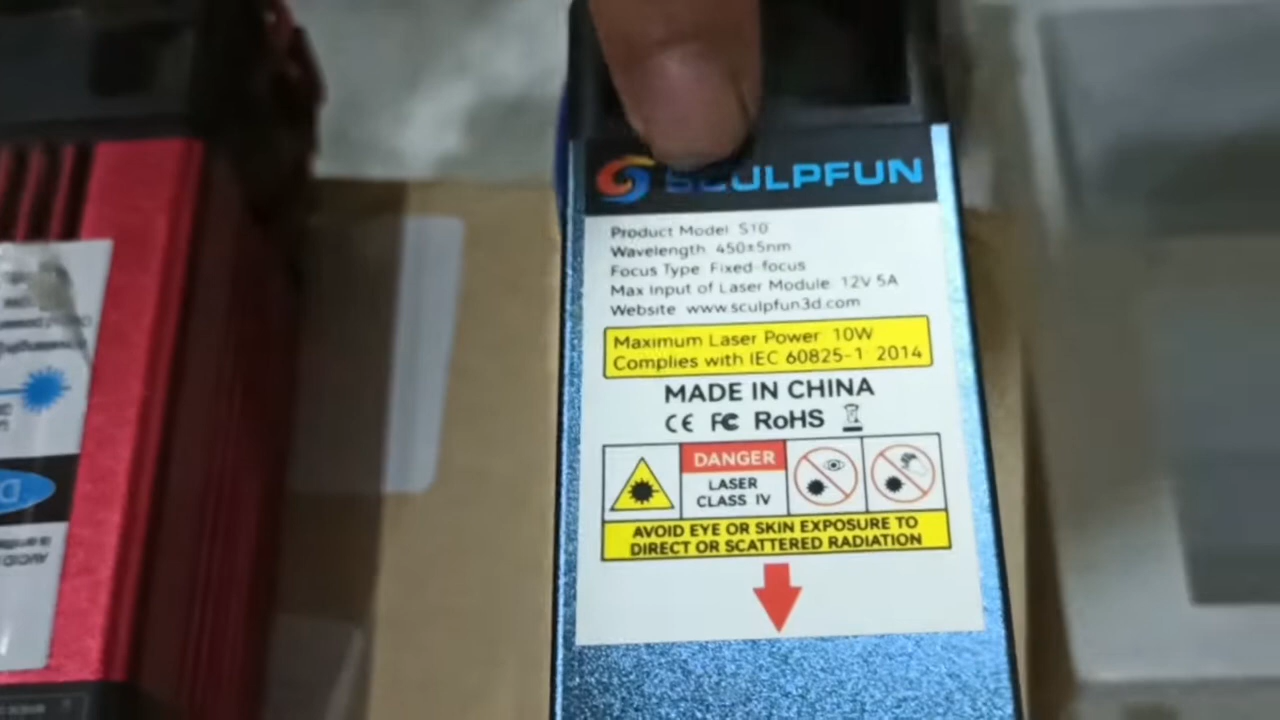 SCULPFUN
Product Model S10
Wavelength 450±5nm
Focus Type Fixed-focus
Max Input of Laser Module 12V 5A
Website www.sculpfun3d.com
Maximum Laser Power 10W
Complies with IEC 60825-1 2014
MADE IN CHINA
CE FC RoHS
DANGER
LASER
CLASS IV
AVOID EYE OR SKIN EXPOSURE TO
DIRECT OR SCATTERED RADIATION
AVOID